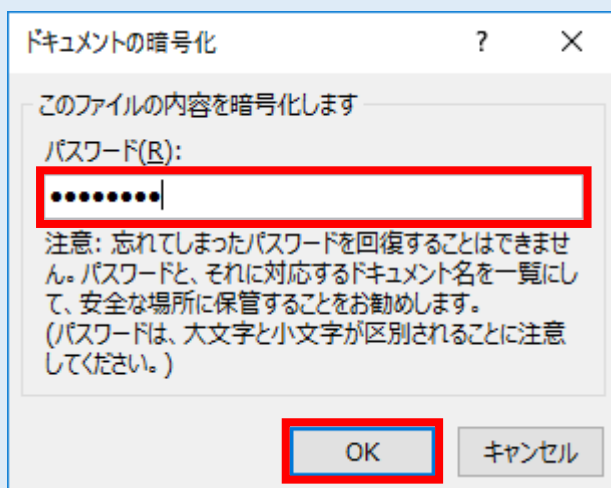 ドキュメントの暗号化 ? ×
このファイルの内容を暗号化します
パスワード(R):
●●●●●●●●
注意: 忘れてしまったパスワードを回復することはできませ
ん。パスワードと、それに対応するドキュメント名を一覧にし
て、安全な場所に保管することをお勧めします。
(パスワードは、大文字と小文字が区別されることに注意
してください。)
OK キャンセル